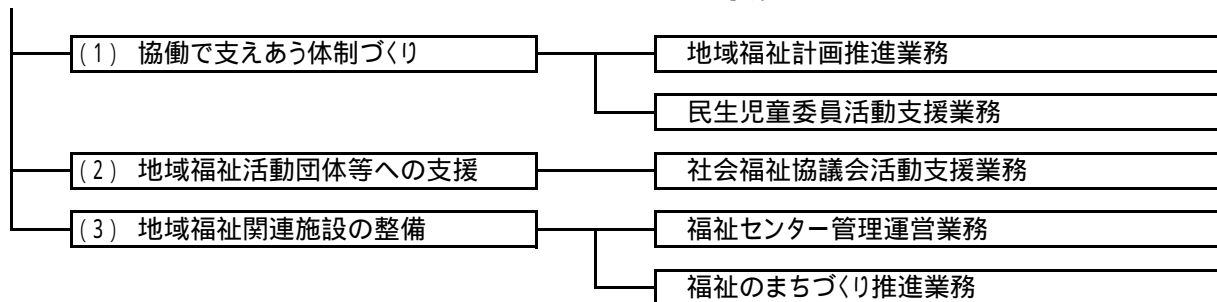 (1) 協働で支えあう体制づくり
地域福祉計画推進業務
民生児童委員活動支援業務
(2) 地域福祉活動団体等への支援
社会福祉協議会活動支援業務
(3) 地域福祉関連施設の整備
福祉センター管理運営業務
福祉のまちづくり推進業務